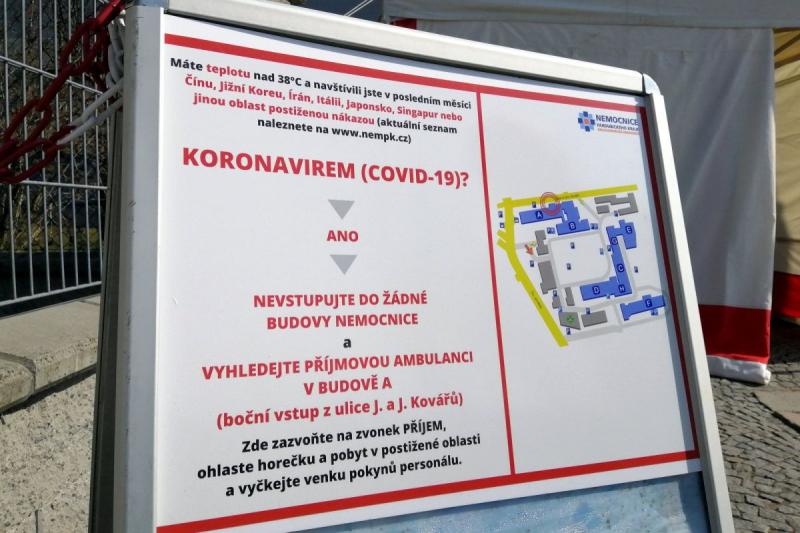 Máte teplotu nad 38°C a navštívili jste v posledním měsíci
Čínu, Jižní Koreu, Írán, Itálii, Japonsko, Singapur nebo
jinou oblast postiženou nákazou (aktuální seznam
naleznete na www.nempk.cz)
KORONAVIREM (COVID-19)?
ANO
NEVSTUPUJTE DO ŽÁDNÉ
BUDOVY NEMOCNICE
a
VYHLEDEJTE PŘÍJMOVOU AMBULANCI
V BUDOVĚ A
(boční vstup z ulice J. a J. Kovářů)
Zde zazvoňte na zvonek PŘÍJEM,
ohlaste horečku a pobyt v postižené oblasti
a vyčkejte venku pokynů personálu.
NEMOCNICE
PARDUBICKÉHO KRAJE
A
B
E
G
C
D
H
F